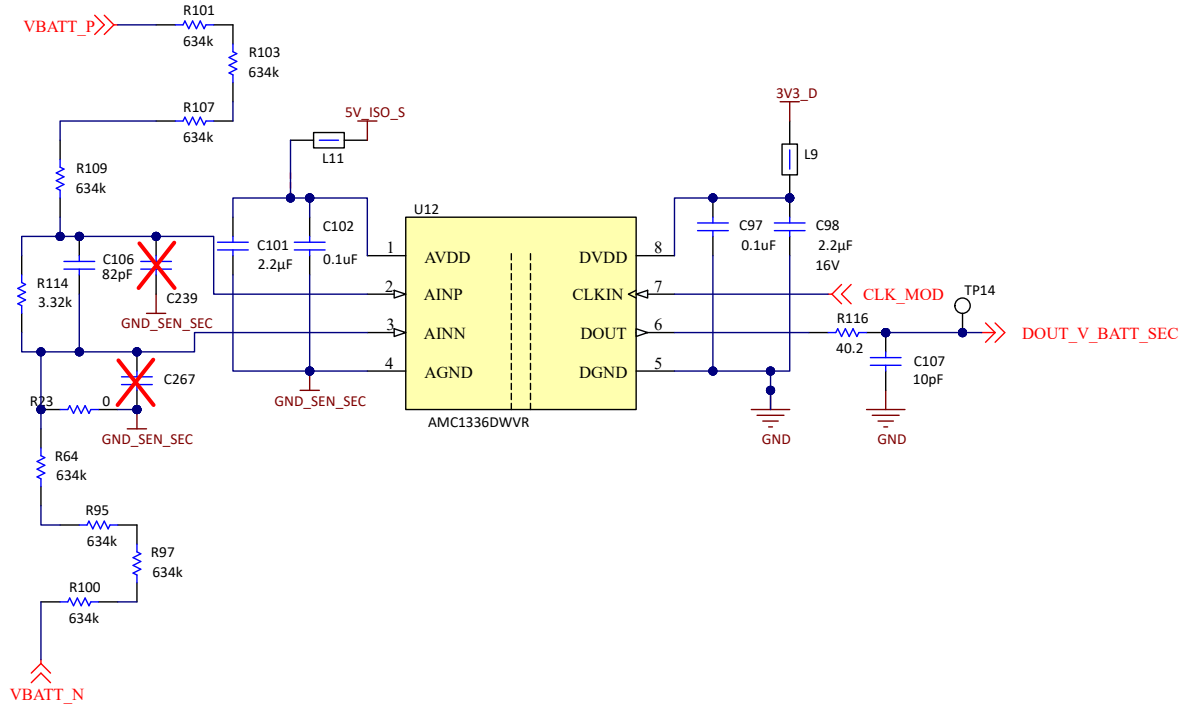 VBATT_P
R101
634k
R103
634k
R107
634k
R109
634k
5V_ISO_S
L11
3V3_D
L9
C106
82pF
C239
GND_SEN_SEC
R114
3.32k
C267
R23
0
GND_SEN_SEC
R64
634k
R95
634k
R97
634k
R100
634k
VBATT_N
C101
2.2µF
C102
0.1uF
GND_SEN_SEC
U12
1
AVDD
DVDD
8
2
AINP
CLKIN
7
3
AINN
DOUT
6
4
AGND
DGND
5
AMC1336DWVR
C97
0.1uF
C98
2.2µF
16V
CLK_MOD
TP14
R116
40.2
DOUT_V_BATT_SEC
C107
10pF
GND
GND